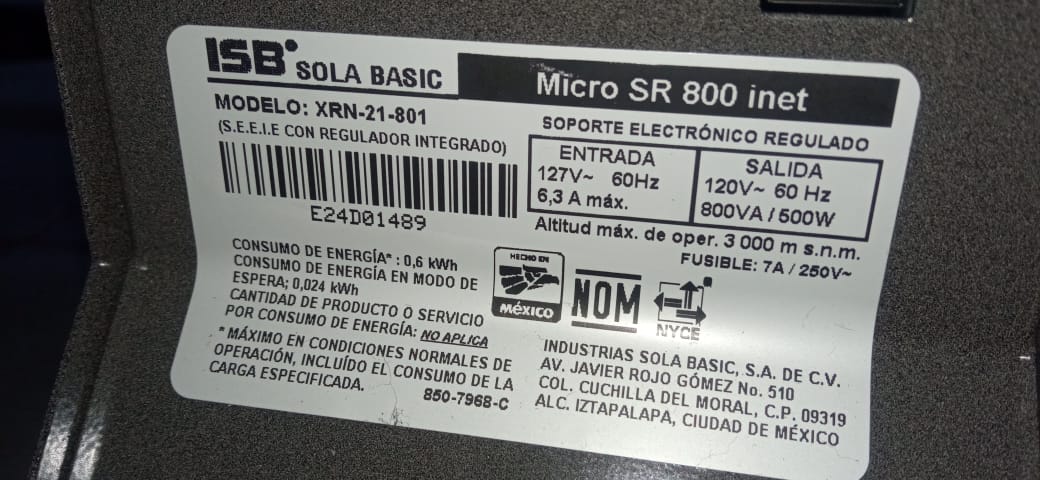 ISB SOLA BASIC
Micro SR 800 inet
MODELO: XRN-21-801
(S.E.E.I.E CON REGULADOR INTEGRADO)
E24D01489
SOPORTE ELECTRÓNICO REGULADO
ENTRADA
127V~ 60Hz
6,3 A máx.
SALIDA
120V~ 60 Hz
800VA / 500W
Altitud máx. de oper. 3 000 m s.n.m.
FUSIBLE: 7A / 250V~
CONSUMO DE ENERGÍA* : 0,6 kWh
CONSUMO DE ENERGÍA EN MODO DE
ESPERA; 0,024 kWh
CANTIDAD DE PRODUCTO O SERVICIO
POR CONSUMO DE ENERGÍA: NO APLICA
* MÁXIMO EN CONDICIONES NORMALES DE
OPERACIÓN, INCLUÍDO EL CONSUMO DE LA
CARGA ESPECIFICADA.
850-7968-C
HECHO EN
MÉXICO
NOM
NYCE
INDUSTRIAS SOLA BASIC, S.A. DE C.V.
AV. JAVIER ROJO GÓMEZ No. 510
COL. CUCHILLA DEL MORAL, C.P. 09319
ALC. IZTAPALAPA, CIUDAD DE MÉXICO